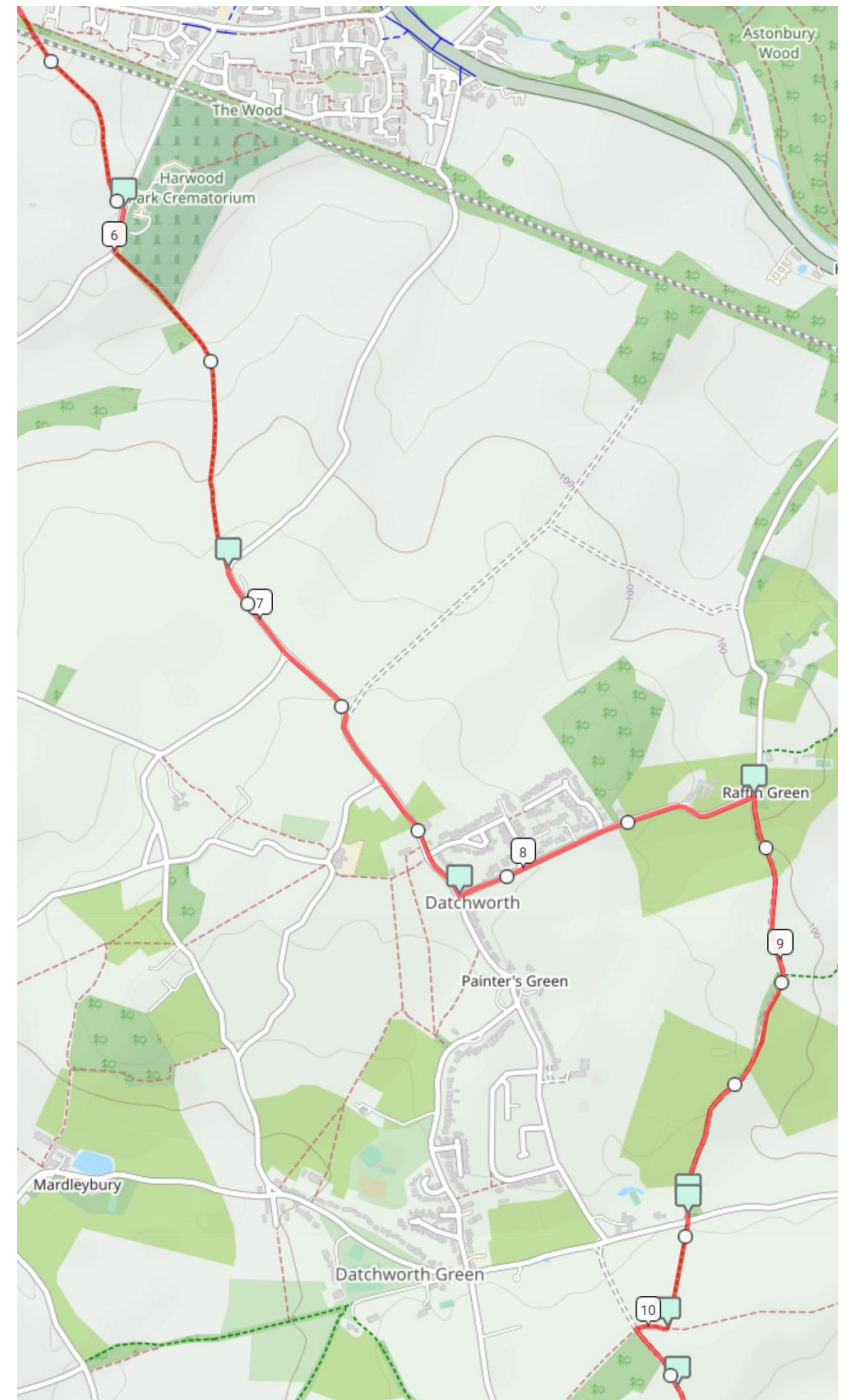 Astonbury
Wood
The Wood
Harwood
Park Crematorium
6
100
100
100
7
Raffin Green
8
Datchworth
100
9
Painter's Green
Mardleybury
Datchworth Green
10